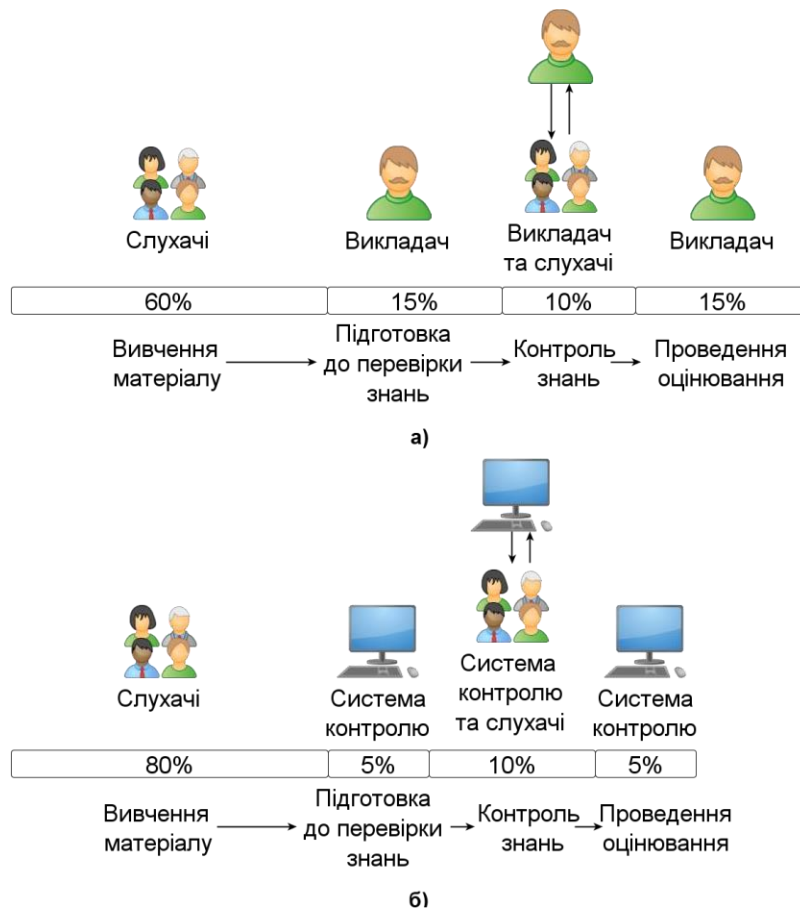 Слухачі
Викладач
Викладач
та слухачі
Викладач
60%
15%
10%
15%
Вивчення
матеріалу
Підготовка
до перевірки
знань
Контроль
знань
Проведення
оцінювання
а)
Слухачі
Система
контролю
Система
контролю
та слухачі
Система
контролю
80%
5%
10%
5%
Вивчення
матеріалу
Підготовка
до перевірки
знань
Контроль
знань
Проведення
оцінювання
б)